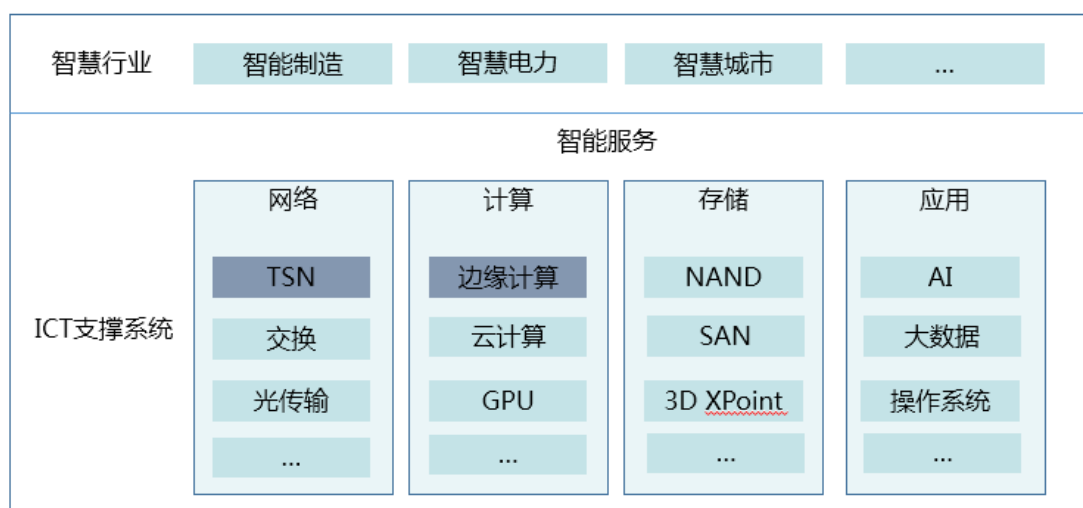 智慧行业
智能制造
智慧电力
智慧城市
...
智能服务
ICT支撑系统
网络
TSN
交换
光传输
...
计算
边缘计算
云计算
GPU
...
存储
NAND
SAN
3D XPoint
...
应用
AI
大数据
操作系统
...